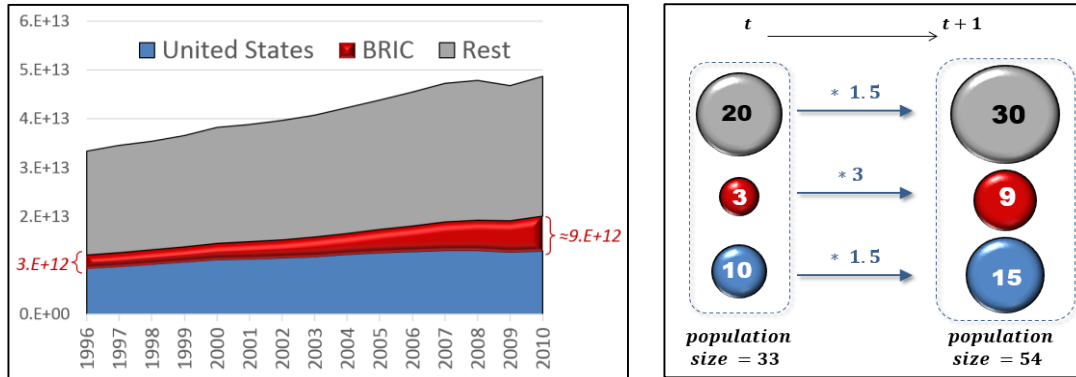 6.E+13
5.E+13
4.E+13
3.E+13
2.E+13
1.E+13
0.E+00
United States BRIC Rest
3.E+12
≈9.E+12
1996 1997 1998 1999 2000 2001 2002 2003 2004 2005 2006 2007 2008 2009 2010
t t + 1
20 * 1.5 30
3 * 3 9
10 * 1.5 15
population population
size = 33 size = 54